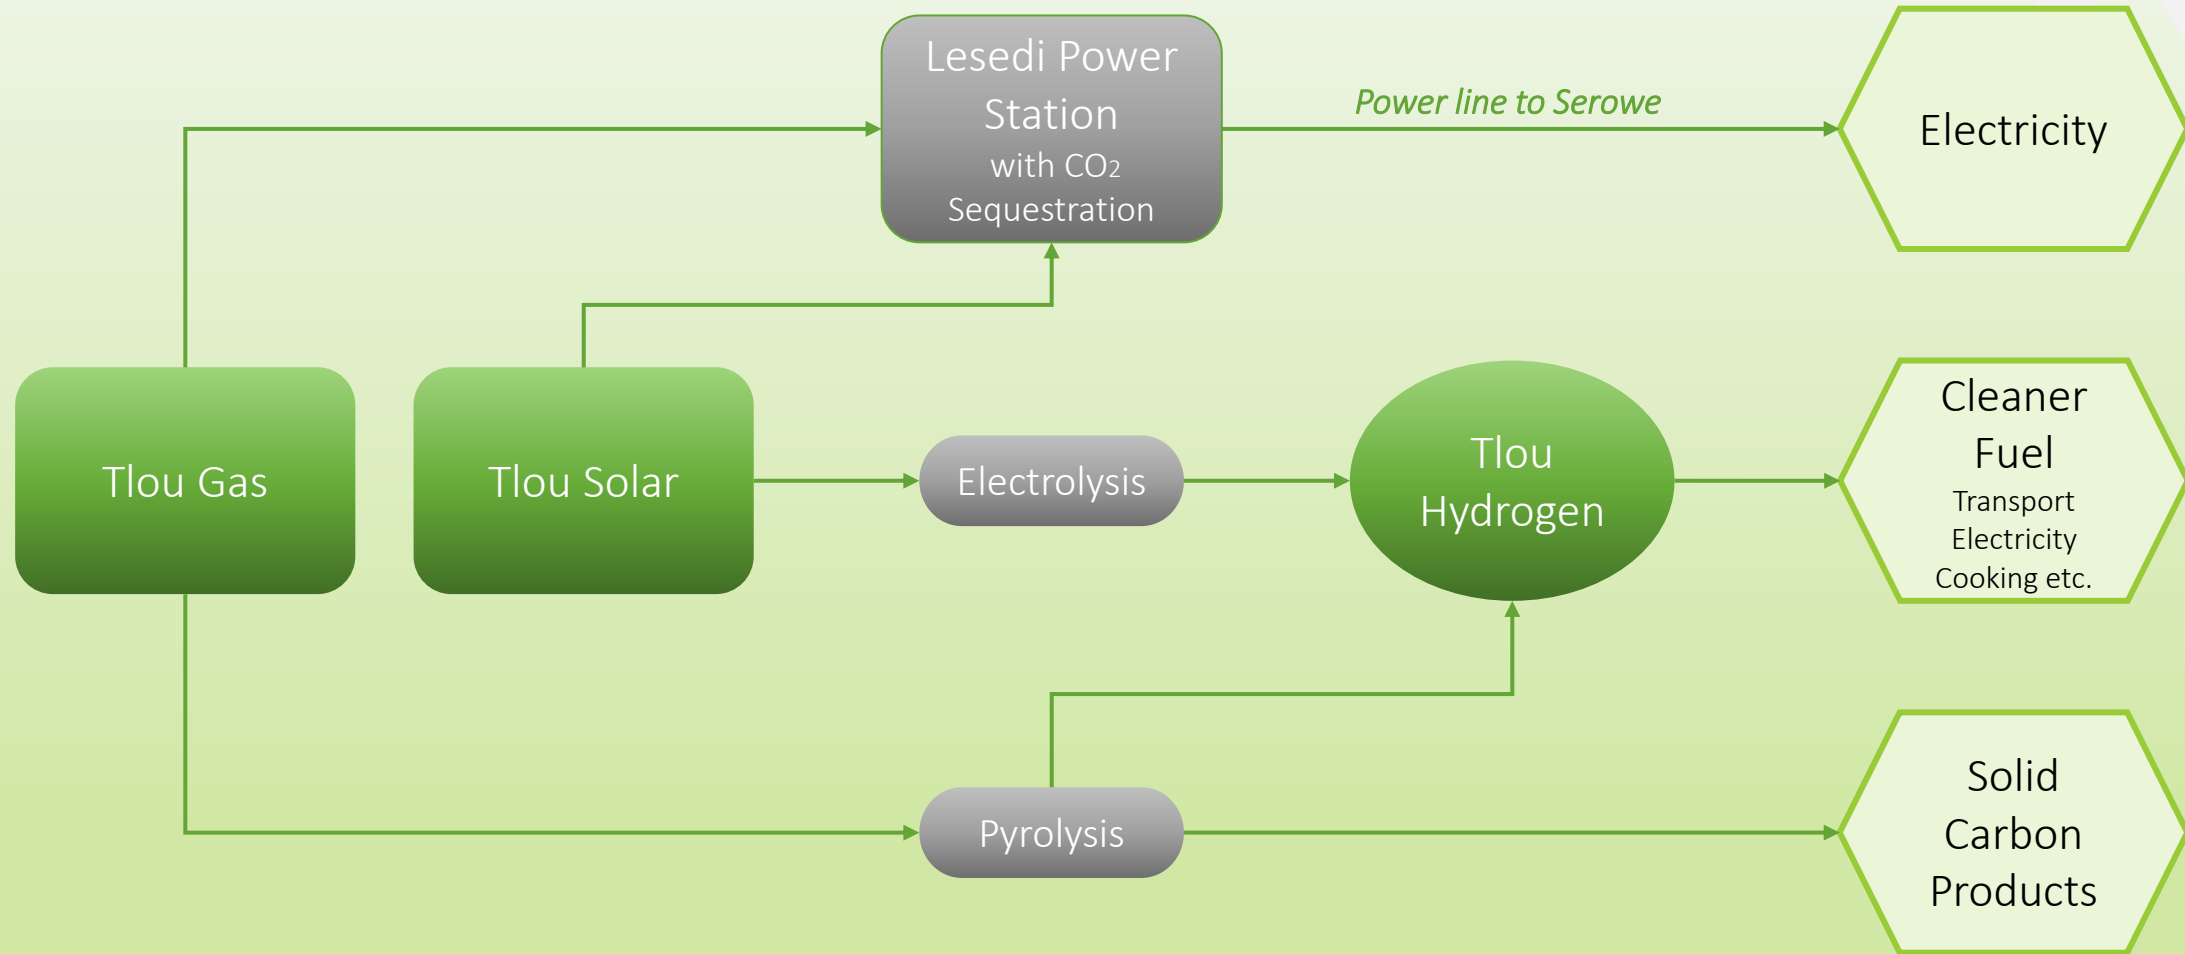 Lesedi Power
Station
with CO₂
Sequestration
Power line to Serowe
Electricity
Tlou Gas
Tlou Solar
Electrolysis
Tlou
Hydrogen
Cleaner
Fuel
Transport
Electricity
Cooking etc.
Pyrolysis
Solid
Carbon
Products